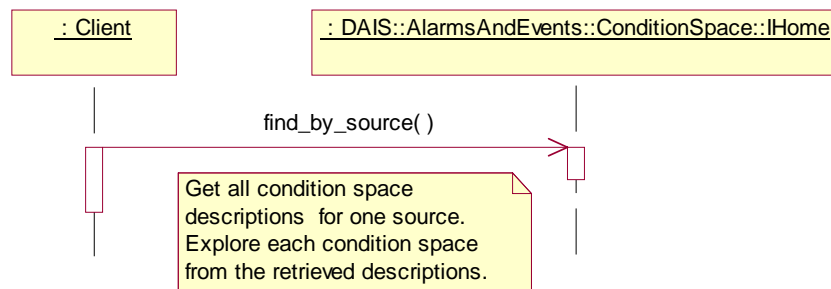 : Client
: DAIS::AlarmsAndEvents::ConditionSpace::IHome
find_by_source( )
Get all condition space
descriptions for one source.
Explore each condition space
from the retrieved descriptions.